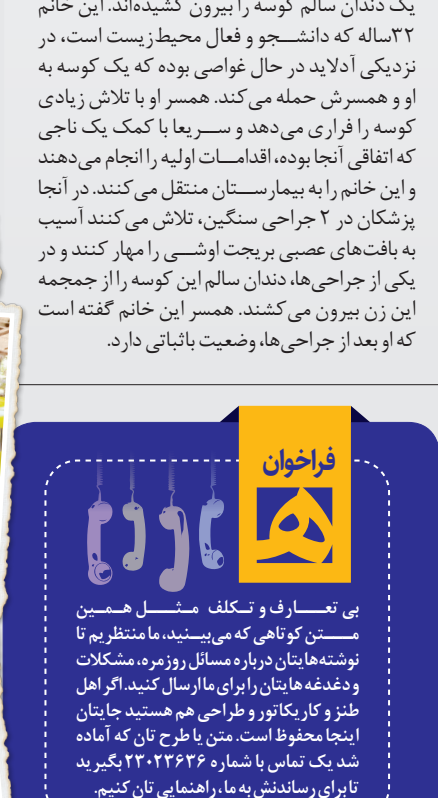 یک دندان سالم کوسه را بیرون کشیده‌اند. این خانم
۳۲ساله که دانشجو و فعال محیط‌زیست است، در
نزدیکی آدلاید در حال غواصی بوده که یک کوسه به
او و همسرش حمله می‌کند. همسر او با تلاش زیادی
کوسه را فراری می‌دهد و سریعا با کمک یک ناجی
که اتفاقی آنجا بوده، اقدامات اولیه را انجام می‌دهند
و این خانم را به بیمارستان منتقل می‌کنند. در آنجا
پزشکان در ۲ جراحی سنگین، تلاش می‌کنند آسیب
به بافت‌های عصبی بریجت اوشی را مهار کنند و در
یکی از جراحی‌ها، دندان سالم این کوسه را از جمجمه
این زن بیرون می‌کشند. همسر این خانم گفته است
که او بعد از جراحی‌ها، وضعیت باثباتی دارد.
فراخوان
ه
بی تعارف و تکلف مثل همین
متن کوتاهی که می‌بینید، ما منتظریم تا
نوشته‌هایتان درباره مسائل روزمره، مشکلات
و دغدغه هایتان را برای ما ارسال کنید. اگر اهل
طنز و کاریکاتور و طراحی هم هستید جایتان
اینجا محفوظ است. متن یا طرح تان که آماده
شد یک تماس با شماره ۲۳۰۲۳۶۳۶ بگیرید
تا برای رساندنش به ما، راهنمایی تان کنیم.